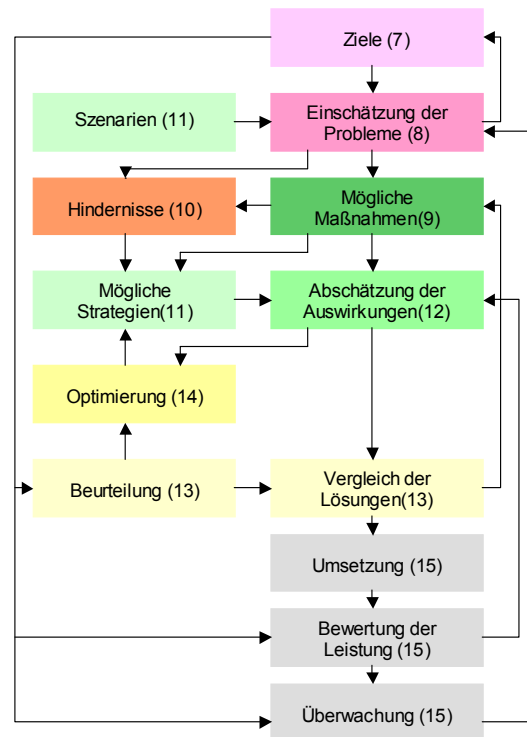 Ziele (7)
Szenarien (11)
Einschätzung der
Probleme (8)
Hindernisse (10)
Mögliche
Maßnahmen(9)
Mögliche
Strategien(11)
Abschätzung der
Auswirkungen(12)
Optimierung (14)
Beurteilung (13)
Vergleich der
Lösungen(13)
Umsetzung (15)
Bewertung der
Leistung (15)
Überwachung (15)